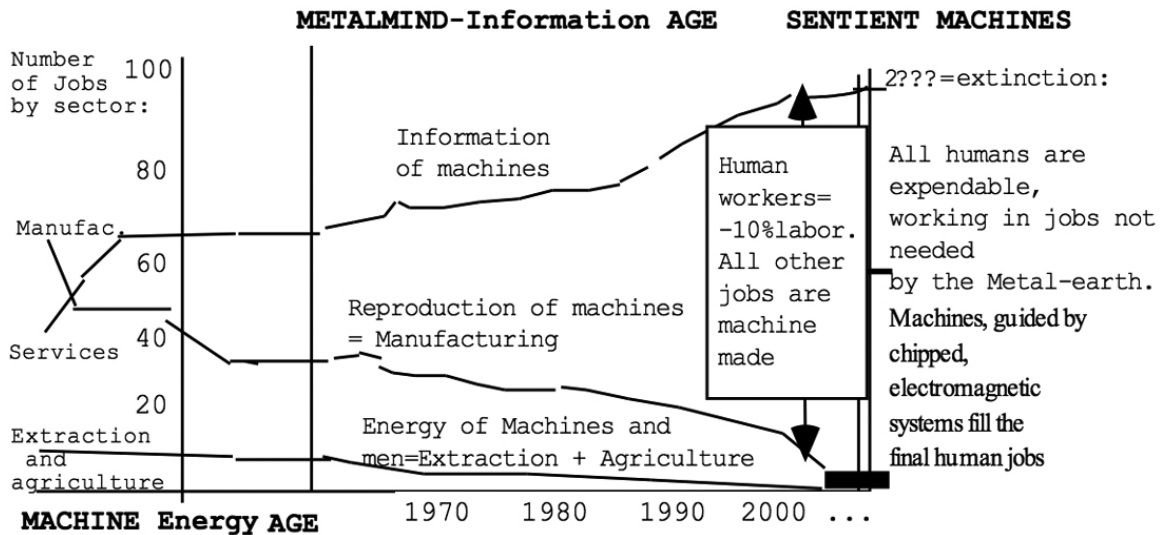 METALMIND-Information AGE
SENTIENT MACHINES
Number
of Jobs
by sector:
100
80
60
40
20
Manufac.
Services
Extraction
and
agriculture
Information
of machines
Reproduction of machines
= Manufacturing
Energy of Machines and
men=Extraction + Agriculture
Human
workers=
-10%labor.
All other
jobs are
machine
made
2???=extinction:
All humans are
expendable,
working in jobs not
needed
by the Metal-earth.
Machines, guided by
chipped,
electromagnetic
systems fill the
final human jobs
1970 1980 1990 2000 ...
MACHINE Energy AGE